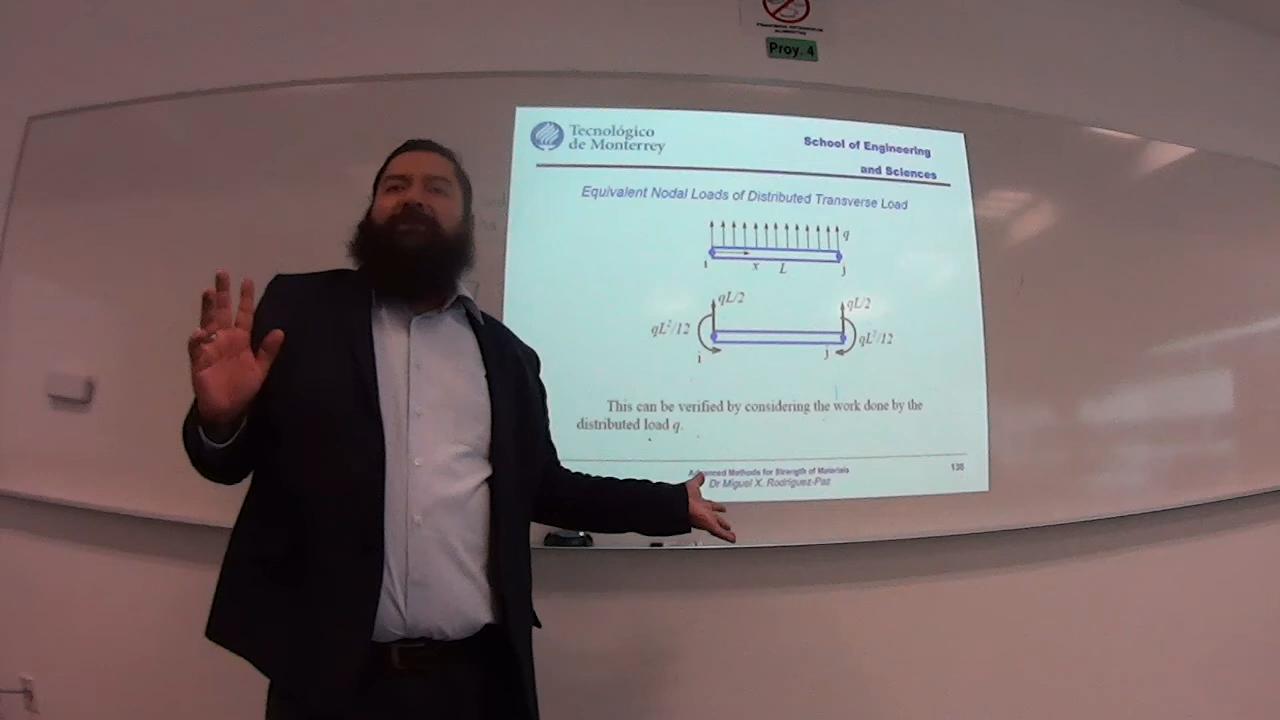 Proy. 4
Tecnológico
de Monterrey
School of Engineering
and Sciences
Equivalent Nodal Loads of Distributed Transverse Load
q
i
x
L
j
qL/2
qL/2
qL²/12
qL²/12
i
j
This can be verified by considering the work done by the
distributed load q.
Advanced Methods for Strength of Materials
138
Dr Miguel X. Rodríguez-Paz